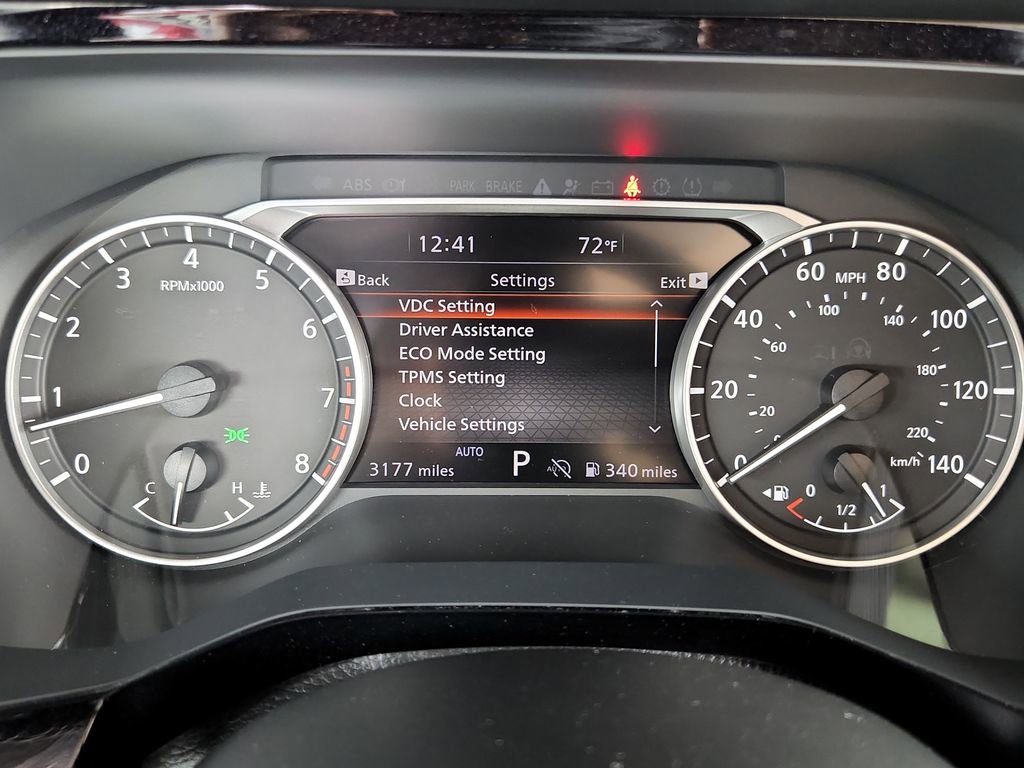 ABS PARK BRAKE
12:41 72°F
Back Settings Exit
VDC Setting
Driver Assistance
ECO Mode Setting
TPMS Setting
Clock
Vehicle Settings
AUTO
3177 miles P 340 miles
RPMx1000
0 1 2 3 4 5 6 7 8
C H
MPH
0 20 40 60 80 100 120 140
20 60 100 140 180 220
km/h
0 1/2 1